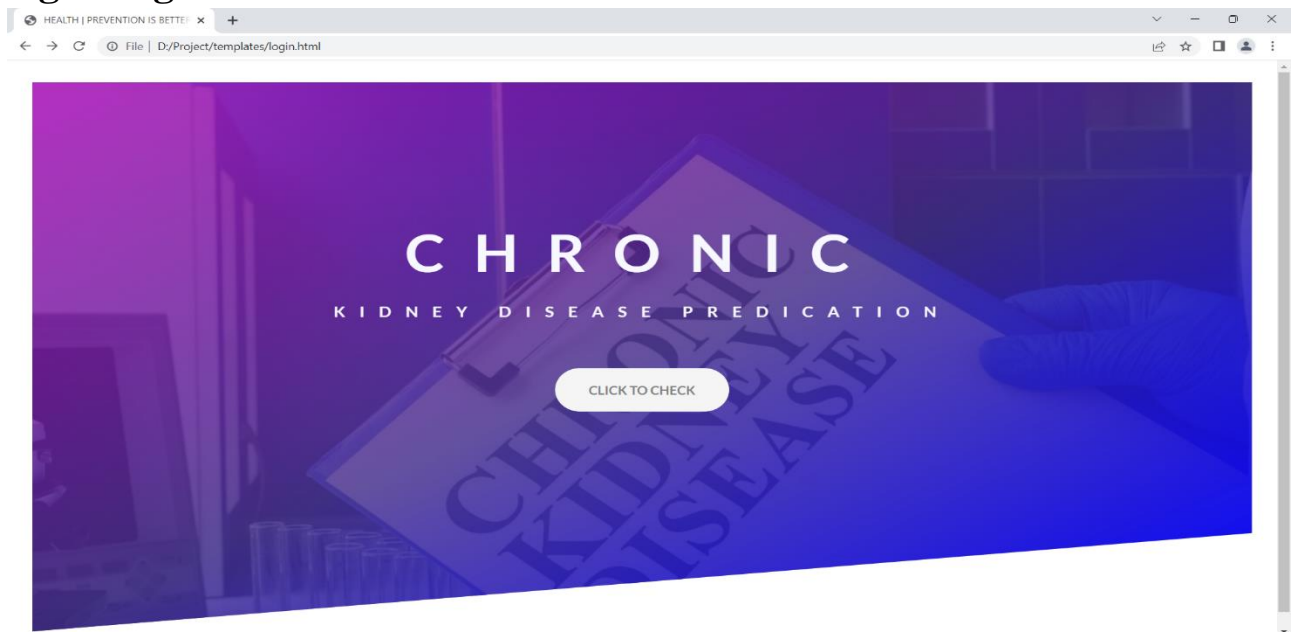 HEALTH | PREVENTION IS BETTE
File | D:/Project/templates/login.html
CHRONIC
KIDNEY DISEASE PREDICATION
CLICK TO CHECK
CHRONIC
KIDNEY
DISEASE